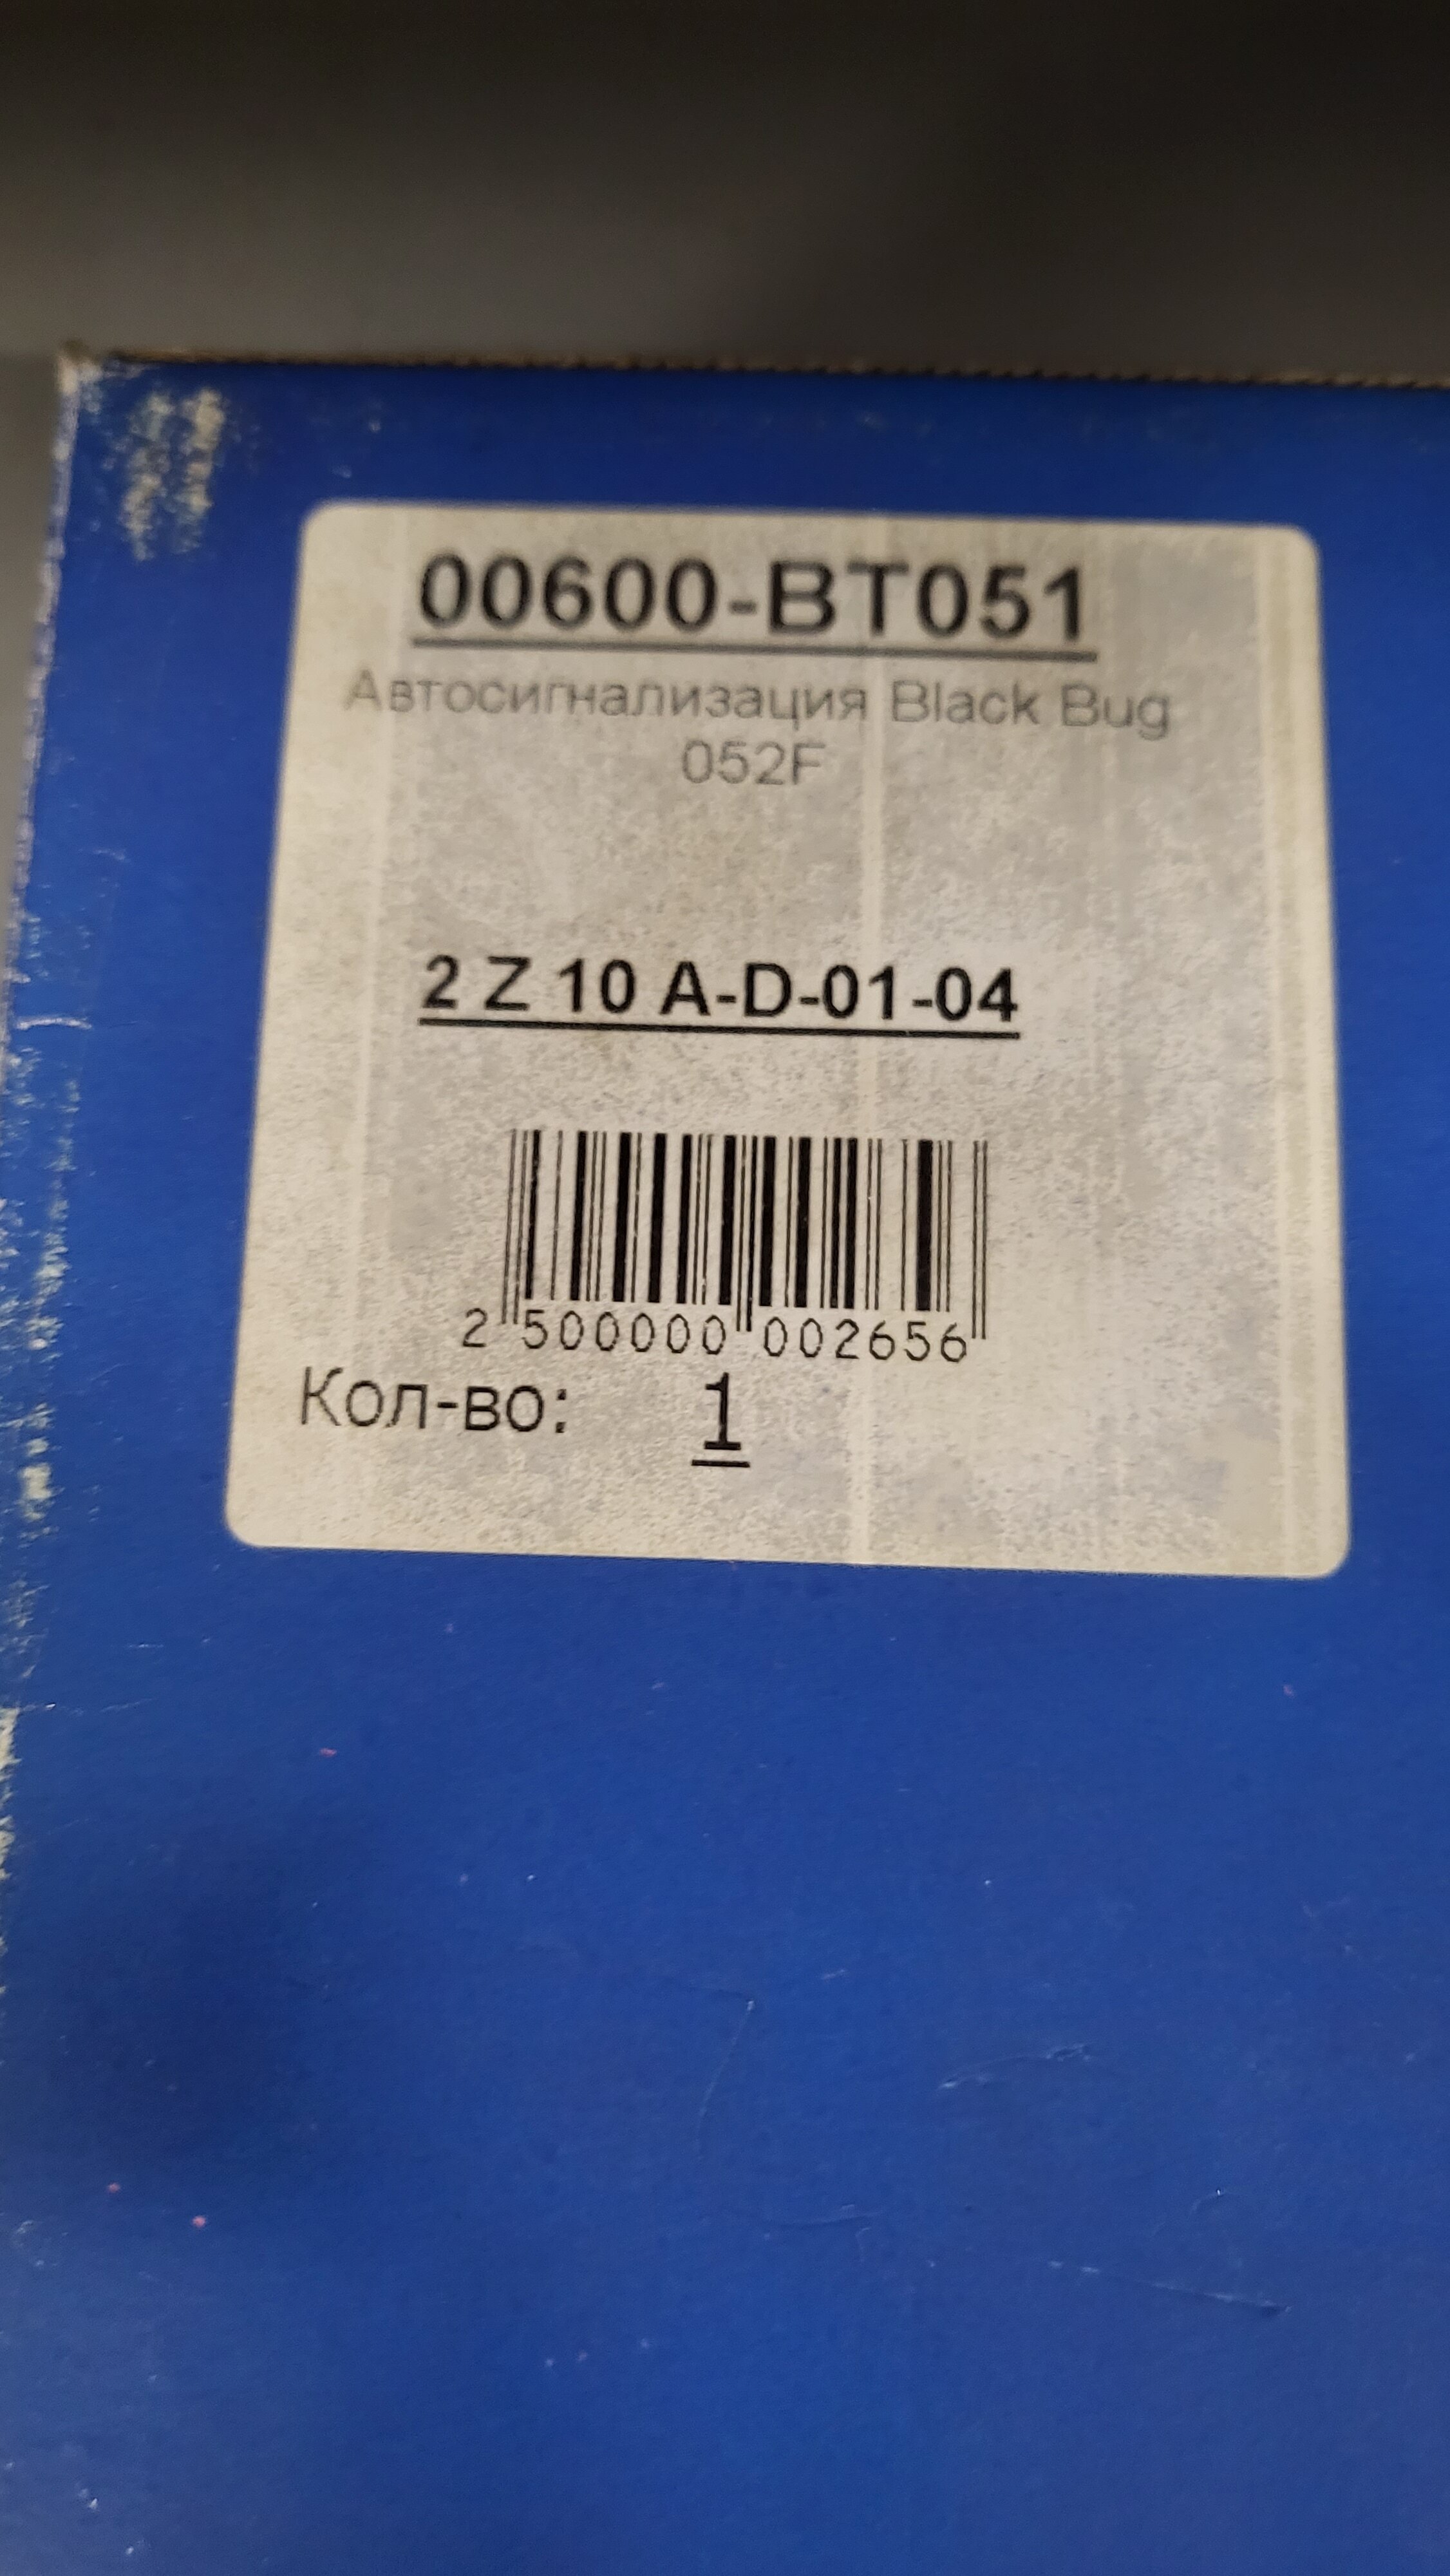 00600-BT051
Автосигнализация Black Bug
052F
2 Z 10 A-D-01-04
2 500000 002656
Кол-во: 1